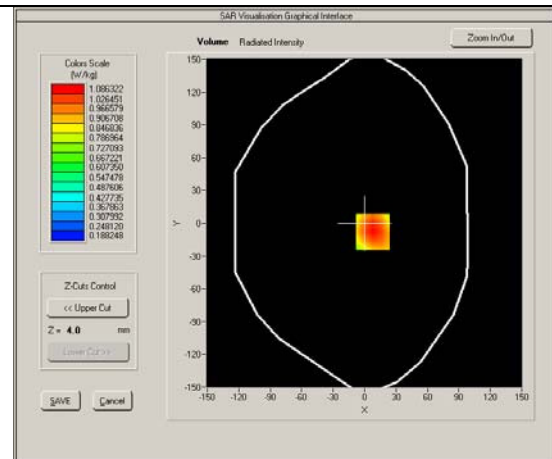 SAR Visualisation Graphical Interface
Volume Radiated Intensity
Zoom In/Out
Colors Scale
(W/kg)
1.086322
1.026451
0.966579
0.906708
0.846836
0.786964
0.727093
0.667221
0.607350
0.547478
0.487606
0.427735
0.367863
0.307992
0.248120
0.188248
Z-Cuts Control
<< Upper Cut
Z = 4.0 mm
Lower Cut >>
SAVE Cancel
150-
120-
90-
60-
30-
0-
-30-
-60-
-90-
-120-
-150-
Y
-150 -120 -90 -60 -30 0 30 60 90 120 150
X